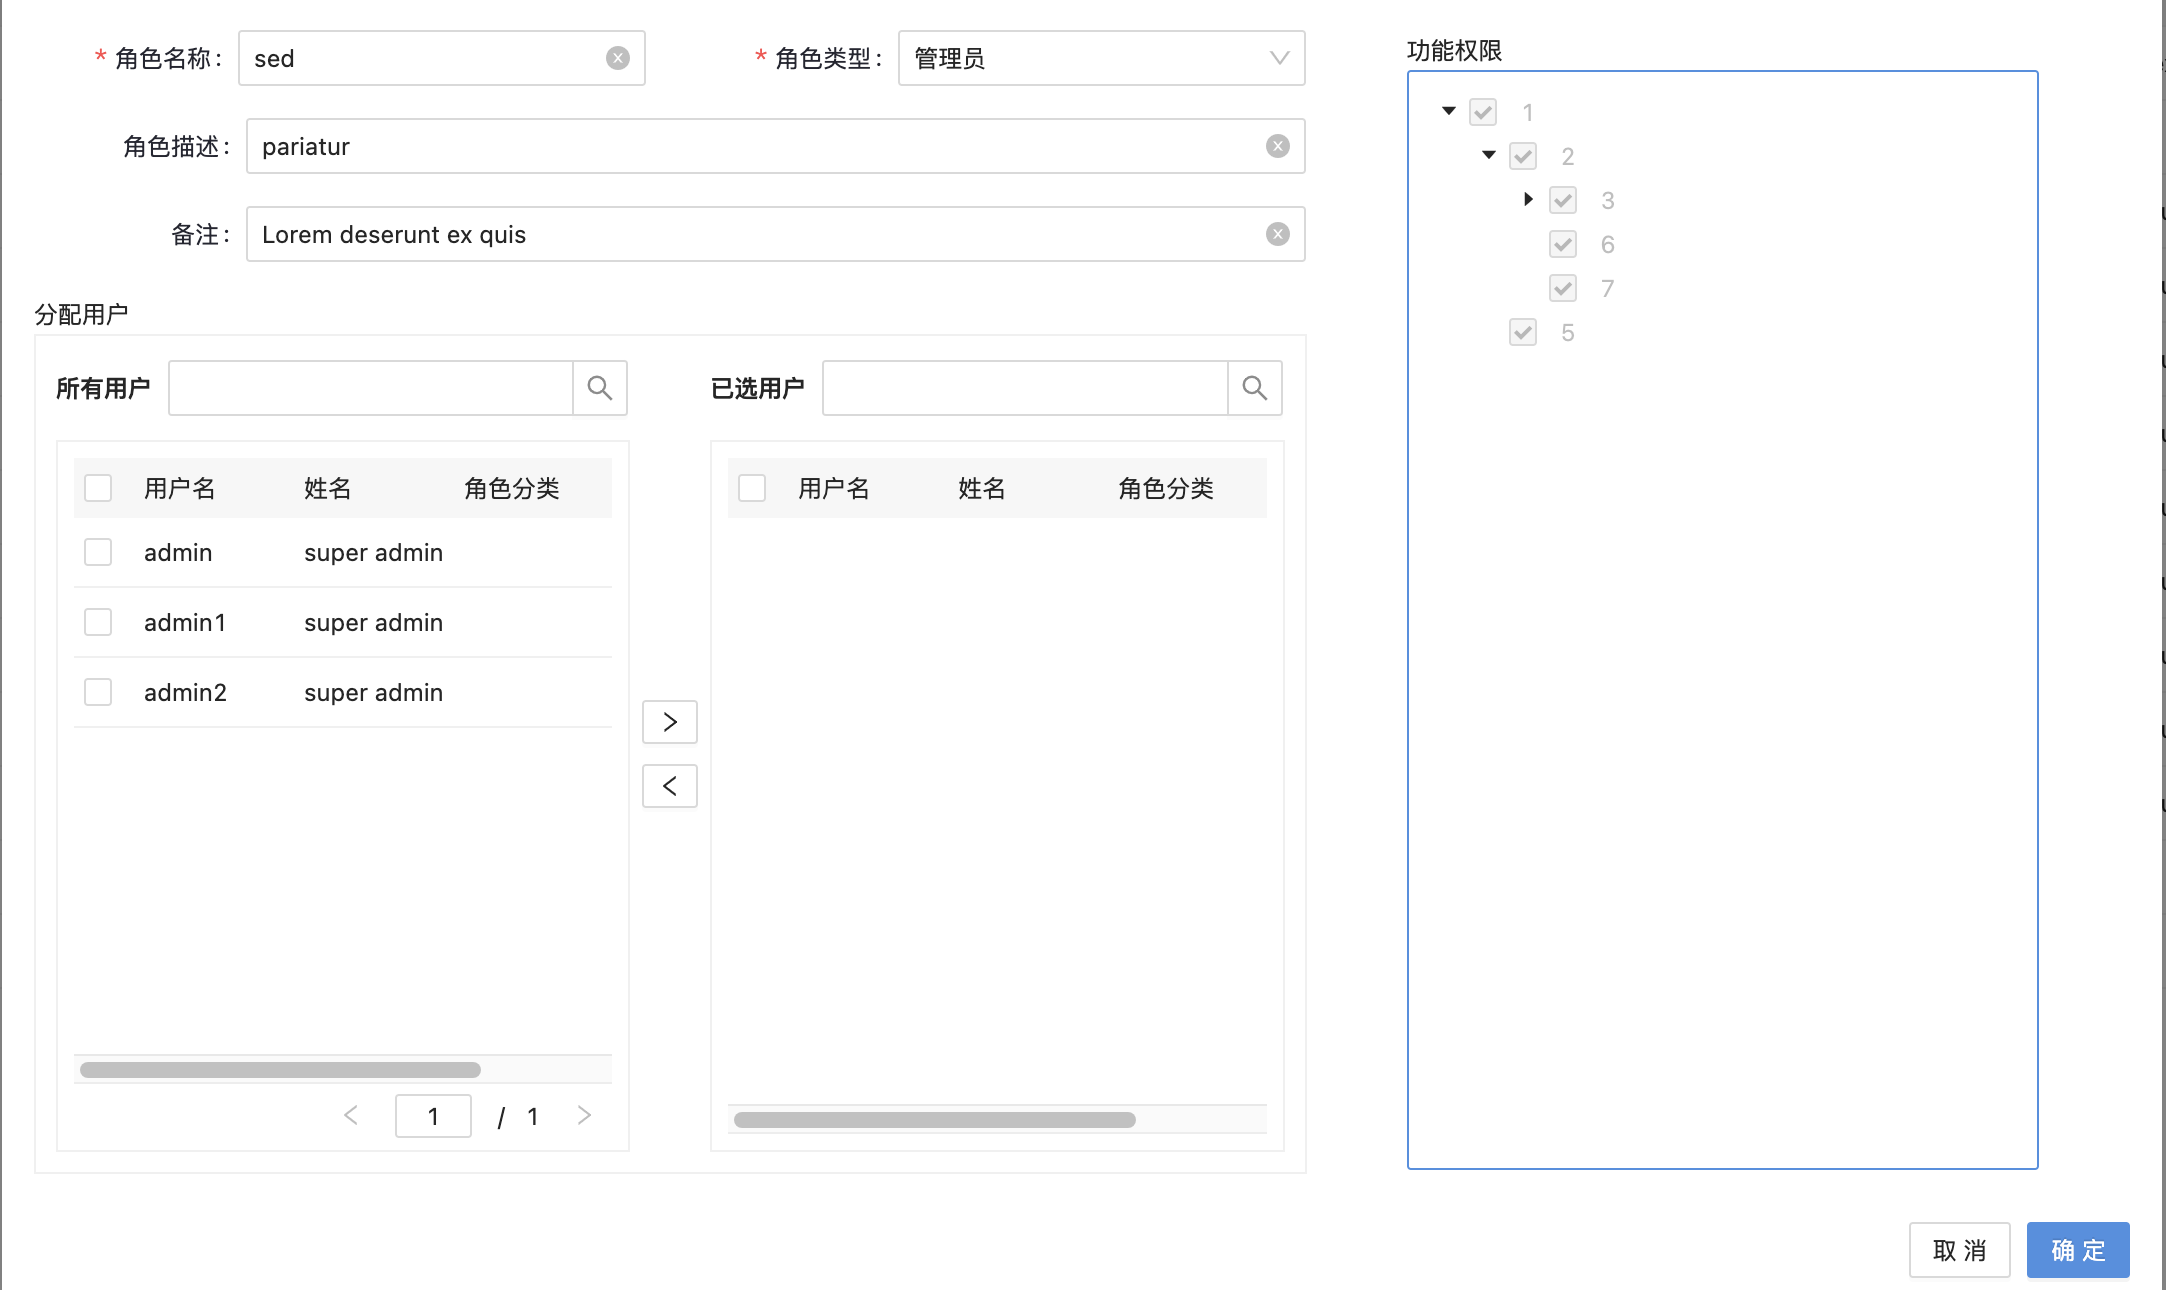 * 角色名称: sed
* 角色类型: 管理员
角色描述: pariatur
备注: Lorem deserunt ex quis
分配用户
所有用户
用户名 姓名 角色分类
admin super admin
admin1 super admin
admin2 super admin
1 / 1
已选用户
用户名 姓名 角色分类
功能权限
1
2
3
6
7
5
取 消
确 定